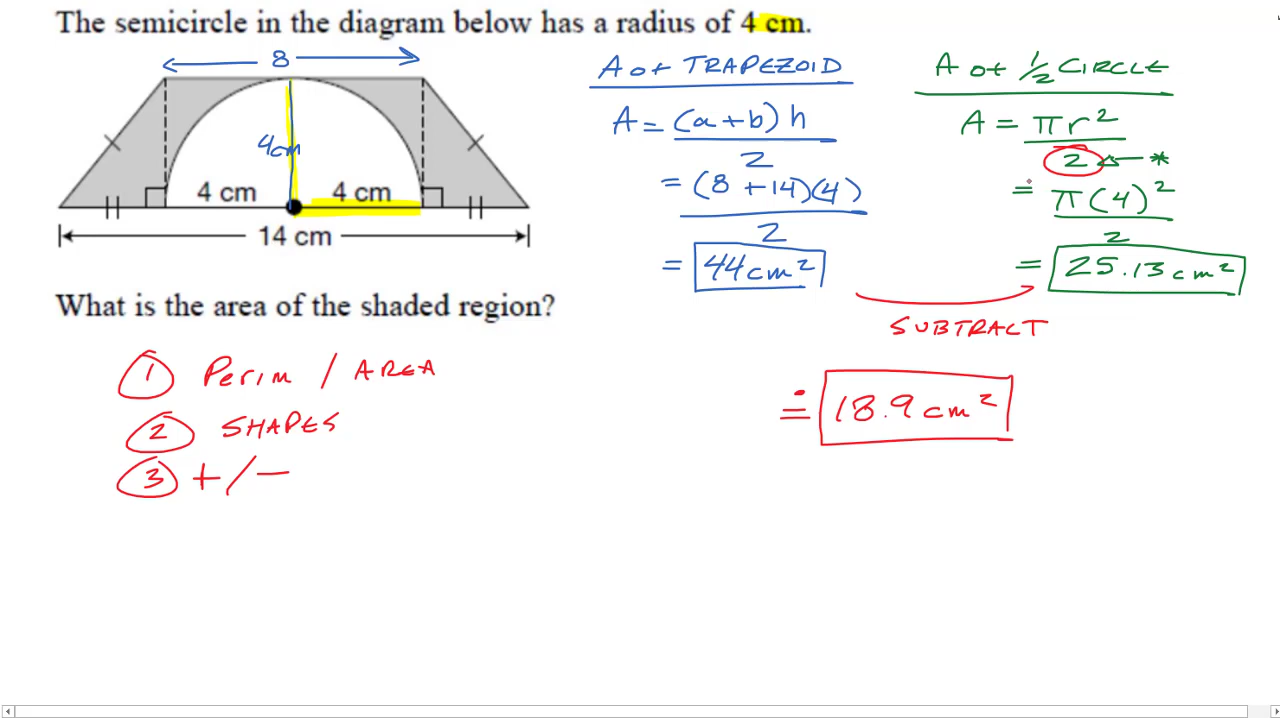 The semicircle in the diagram below has a radius of 4 cm.
8
4cm
4 cm 4 cm
14 cm
What is the area of the shaded region?
1 Perim / AREA
2 SHAPES
3 + / −
A of TRAPEZOID
A = (a + b) h
2
= (8 + 14)(4)
2
= 44 cm²
A of ½ CIRCLE
A = πr²
2 ← *
= π(4)²
2
= 25.13 cm²
SUBTRACT
≐ 18.9 cm²